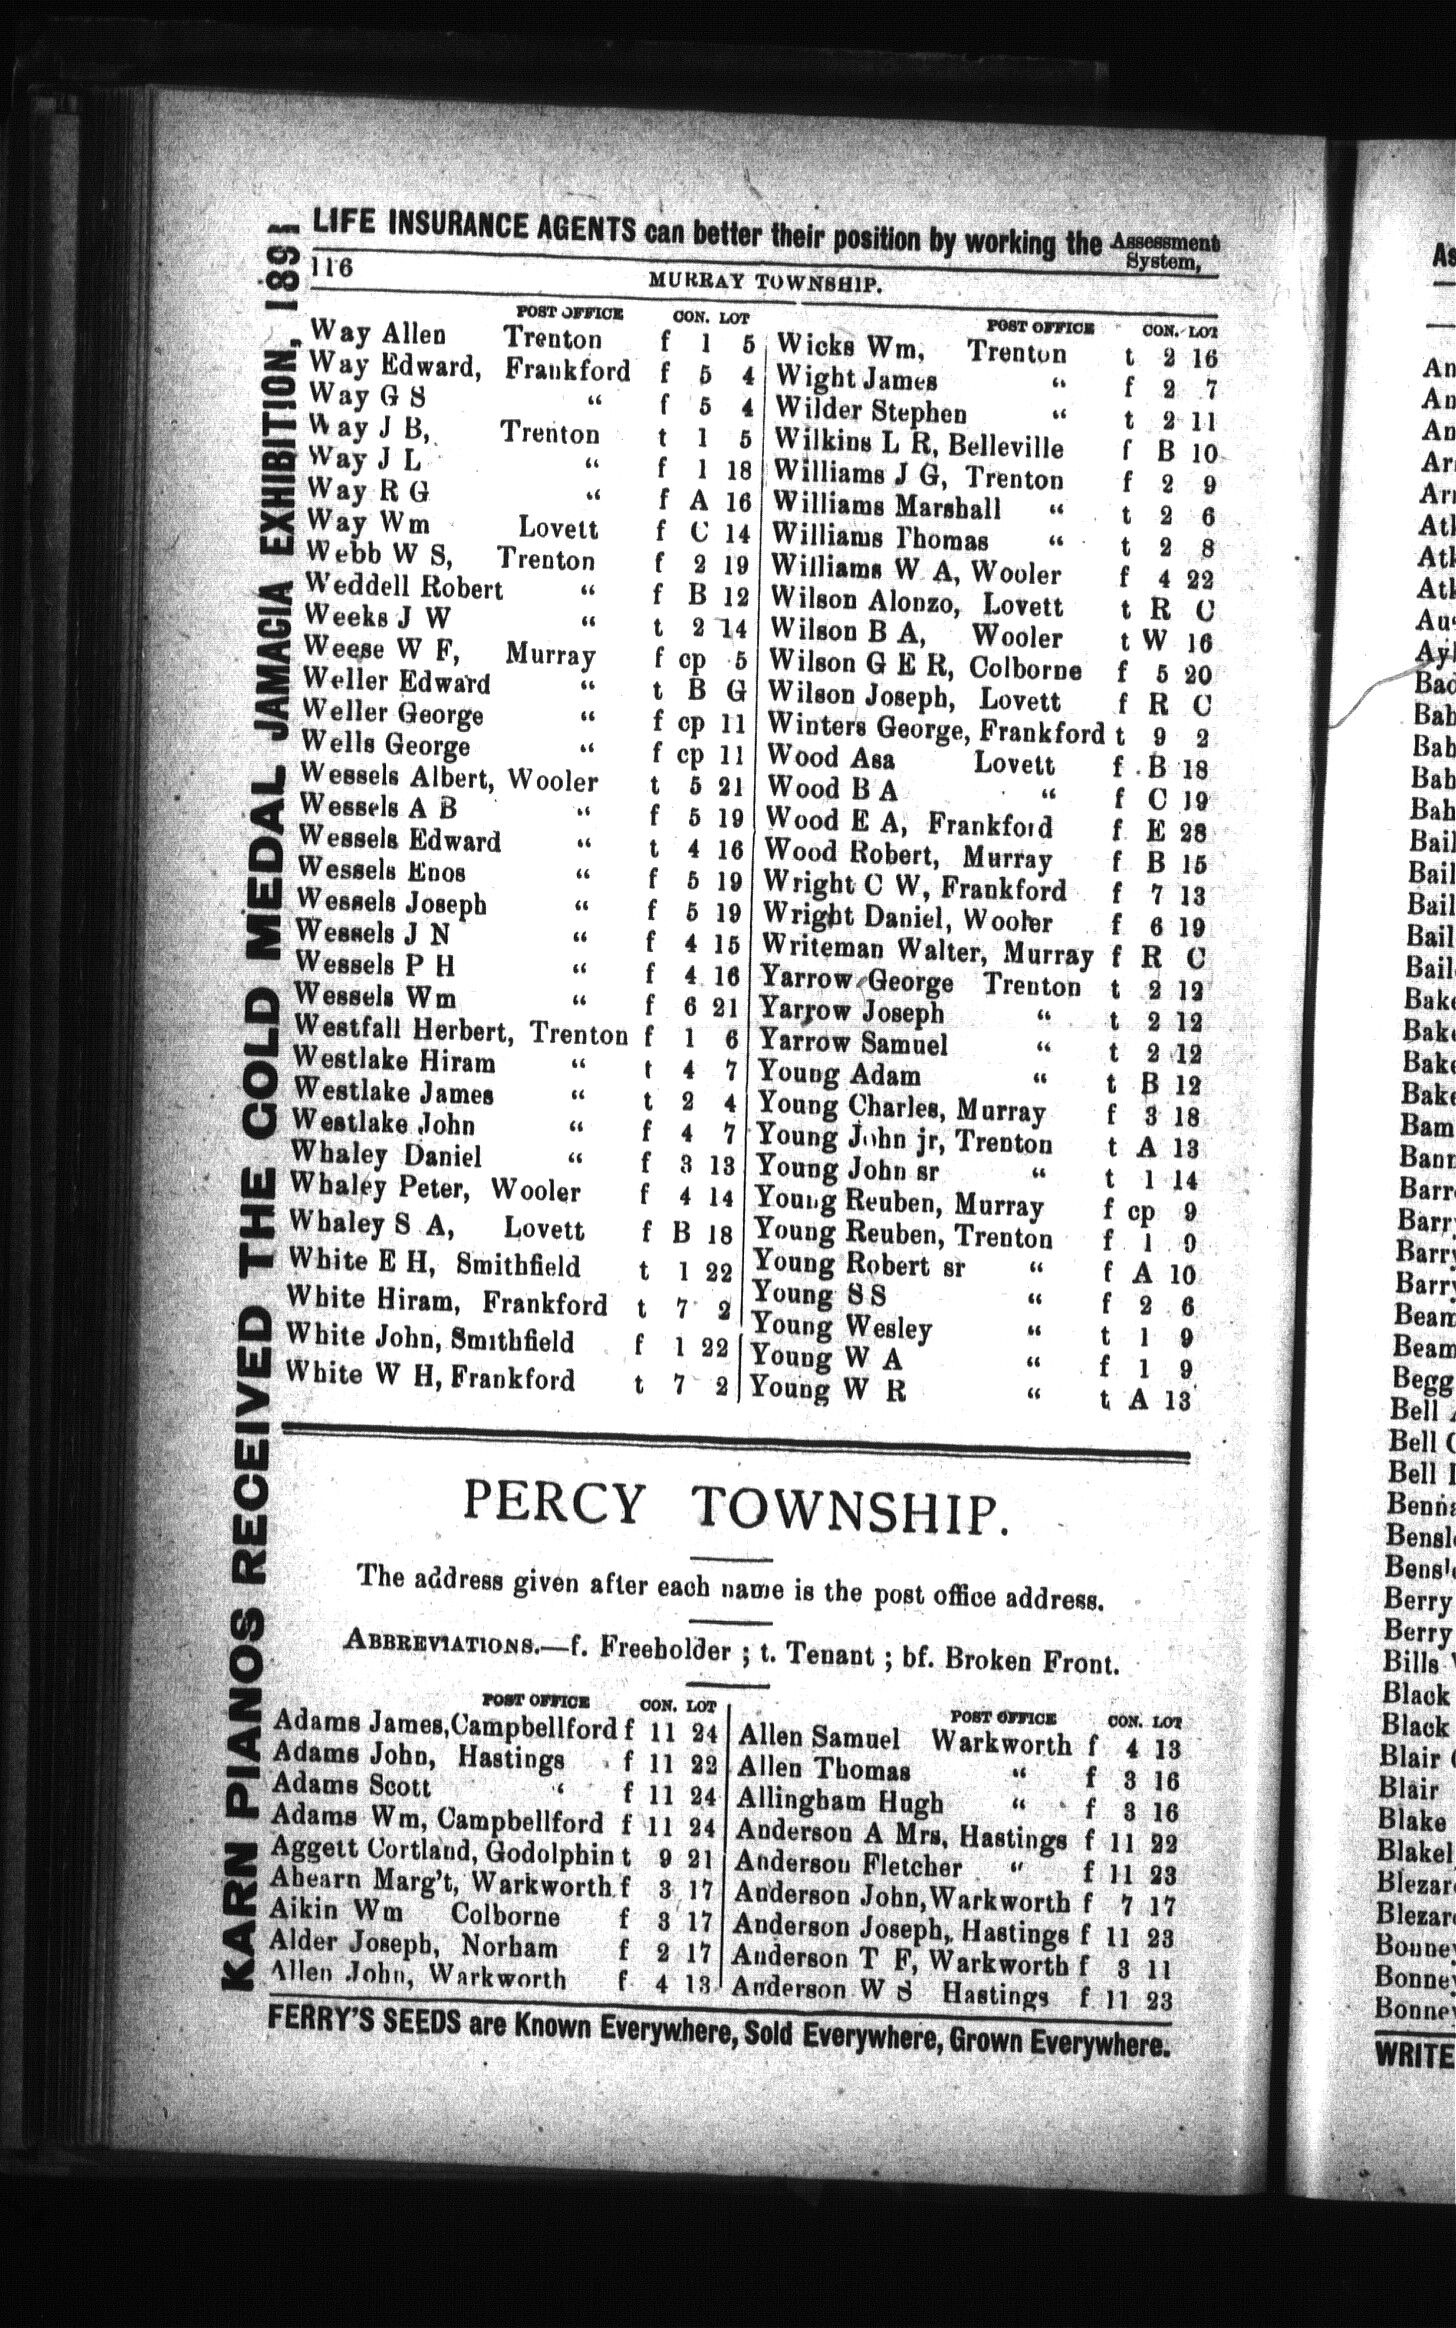 LIFE INSURANCE AGENTS can better their position by working the Assessment System,
116
MURRAY TOWNSHIP.
POST OFFICE CON. LOT
Way Allen Trenton f 1 5
Way Edward, Frankford f 5 4
Way G S “ f 5 4
Way J B, Trenton t 1 5
Way J L “ f 1 18
Way R G “ f A 16
Way Wm Lovett f C 14
Webb W S, Trenton f 2 19
Weddell Robert “ f B 12
Weeks J W “ t 2 14
Weese W F, Murray f cp 5
Weller Edward “ t B G
Weller George “ f cp 11
Wells George “ f cp 11
Wessels Albert, Wooler t 5 21
Wessels A B “ f 5 19
Wessels Edward “ t 4 16
Wessels Enos “ f 5 19
Wessels Joseph “ f 5 19
Wessels J N “ f 4 15
Wessels P H “ f 4 16
Wessels Wm “ f 6 21
Westfall Herbert, Trenton f 1 6
Westlake Hiram “ t 4 7
Westlake James “ t 2 4
Westlake John “ f 4 7
Whaley Daniel “ f 3 13
Whaley Peter, Wooler f 4 14
Whaley S A, Lovett f B 18
White E H, Smithfield t 1 22
White Hiram, Frankford t 7 2
White John, Smithfield f 1 22
White W H, Frankford t 7 2
POST OFFICE CON. LOT
Wicks Wm, Trenton t 2 16
Wight James “ f 2 7
Wilder Stephen “ t 2 11
Wilkins L R, Belleville f B 10
Williams J G, Trenton f 2 9
Williams Marshall “ t 2 6
Williams Thomas “ t 2 8
Williams W A, Wooler f 4 22
Wilson Alonzo, Lovett t R C
Wilson B A, Wooler t W 16
Wilson G E R, Colborne f 5 20
Wilson Joseph, Lovett f R C
Winters George, Frankford t 9 2
Wood Asa Lovett f B 18
Wood B A “ f C 19
Wood E A, Frankford f E 28
Wood Robert, Murray f B 15
Wright C W, Frankford f 7 13
Wright Daniel, Wooler f 6 19
Writeman Walter, Murray f R C
Yarrow George Trenton t 2 12
Yarrow Joseph “ t 2 12
Yarrow Samuel “ t 2 12
Young Adam “ t B 12
Young Charles, Murray f 3 18
Young John jr, Trenton t A 13
Young John sr “ t 1 14
Young Reuben, Murray f cp 9
Young Reuben, Trenton f 1 9
Young Robert sr “ f A 10
Young S S “ f 2 6
Young Wesley “ t 1 9
Young W A “ f 1 9
Young W R “ t A 13
PERCY TOWNSHIP.
The address given after each name is the post office address.
ABBREVIATIONS.—f. Freeholder ; t. Tenant ; bf. Broken Front.
POST OFFICE CON. LOT
Adams James, Campbellford f 11 24
Adams John, Hastings f 11 22
Adams Scott ‘ f 11 24
Adams Wm, Campbellford f 11 24
Aggett Cortland, Godolphin t 9 21
Ahearn Marg't, Warkworth f 3 17
Aikin Wm Colborne f 3 17
Alder Joseph, Norham f 2 17
Allen John, Warkworth f 4 13
POST OFFICE CON. LOT
Allen Samuel Warkworth f 4 13
Allen Thomas “ f 3 16
Allingham Hugh “ f 3 16
Anderson A Mrs, Hastings f 11 22
Anderson Fletcher “ f 11 23
Anderson John, Warkworth f 7 17
Anderson Joseph, Hastings f 11 23
Anderson T F, Warkworth f 3 11
Anderson W S Hastings f 11 23
FERRY'S SEEDS are Known Everywhere, Sold Everywhere, Grown Everywhere.
KARN PIANOS RECEIVED THE GOLD MEDAL JAMACIA EXHIBITION, 1891